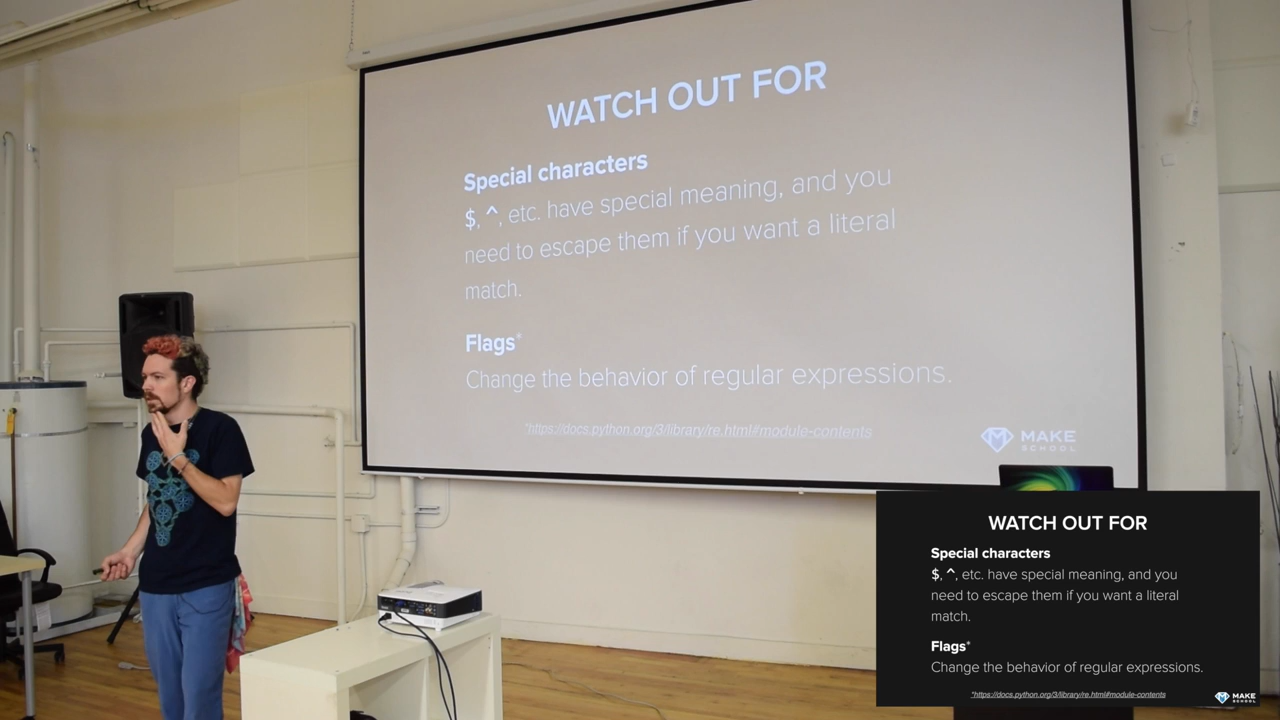 WATCH OUT FOR
Special characters
$, ^, etc. have special meaning, and you
need to escape them if you want a literal
match.
Flags*
Change the behavior of regular expressions.
*https://docs.python.org/3/library/re.html#module-contents
MAKE
SCHOOL
WATCH OUT FOR
Special characters
$, ^, etc. have special meaning, and you
need to escape them if you want a literal
match.
Flags*
Change the behavior of regular expressions.
*https://docs.python.org/3/library/re.html#module-contents
MAKE
SCHOOL